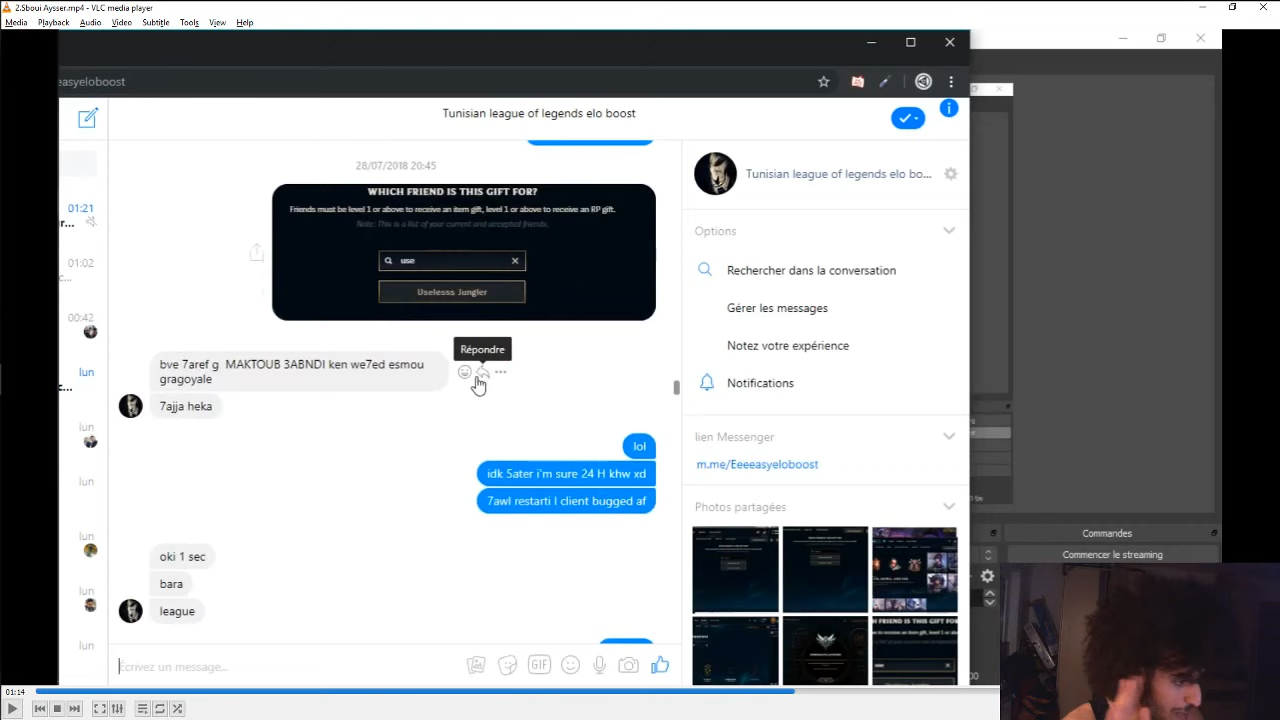 2.Sboui Aysser.mp4 - VLC media player
Media Playback Audio Video Subtitle Tools View Help
easyeloboost
Tunisian league of legends elo boost
28/07/2018 20:45
WHICH FRIEND IS THIS GIFT FOR?
Friends must be level 1 or above to receive an item gift, level 1 or above to receive an RP gift.
Note: This is a list of your current and accepted friends.
use
Uselesss Jungler
Répondre
bve 7aref g MAKTOUB 3ABNDI ken we7ed esmou
gragoyale
7ajja heka
lol
idk 5ater i'm sure 24 H khw xd
7awl restarti l client bugged af
oki 1 sec
bara
league
Écrivez un message...
GIF
01:21
r...
01:02
c...
00:42
lun
lun
lun
lun
lun
Tunisian league of legends elo bo...
Options
Rechercher dans la conversation
Gérer les messages
Notez votre expérience
Notifications
lien Messenger
m.me/Eeeeasyeloboost
Photos partagées
Commandes
Commencer le streaming
01:14